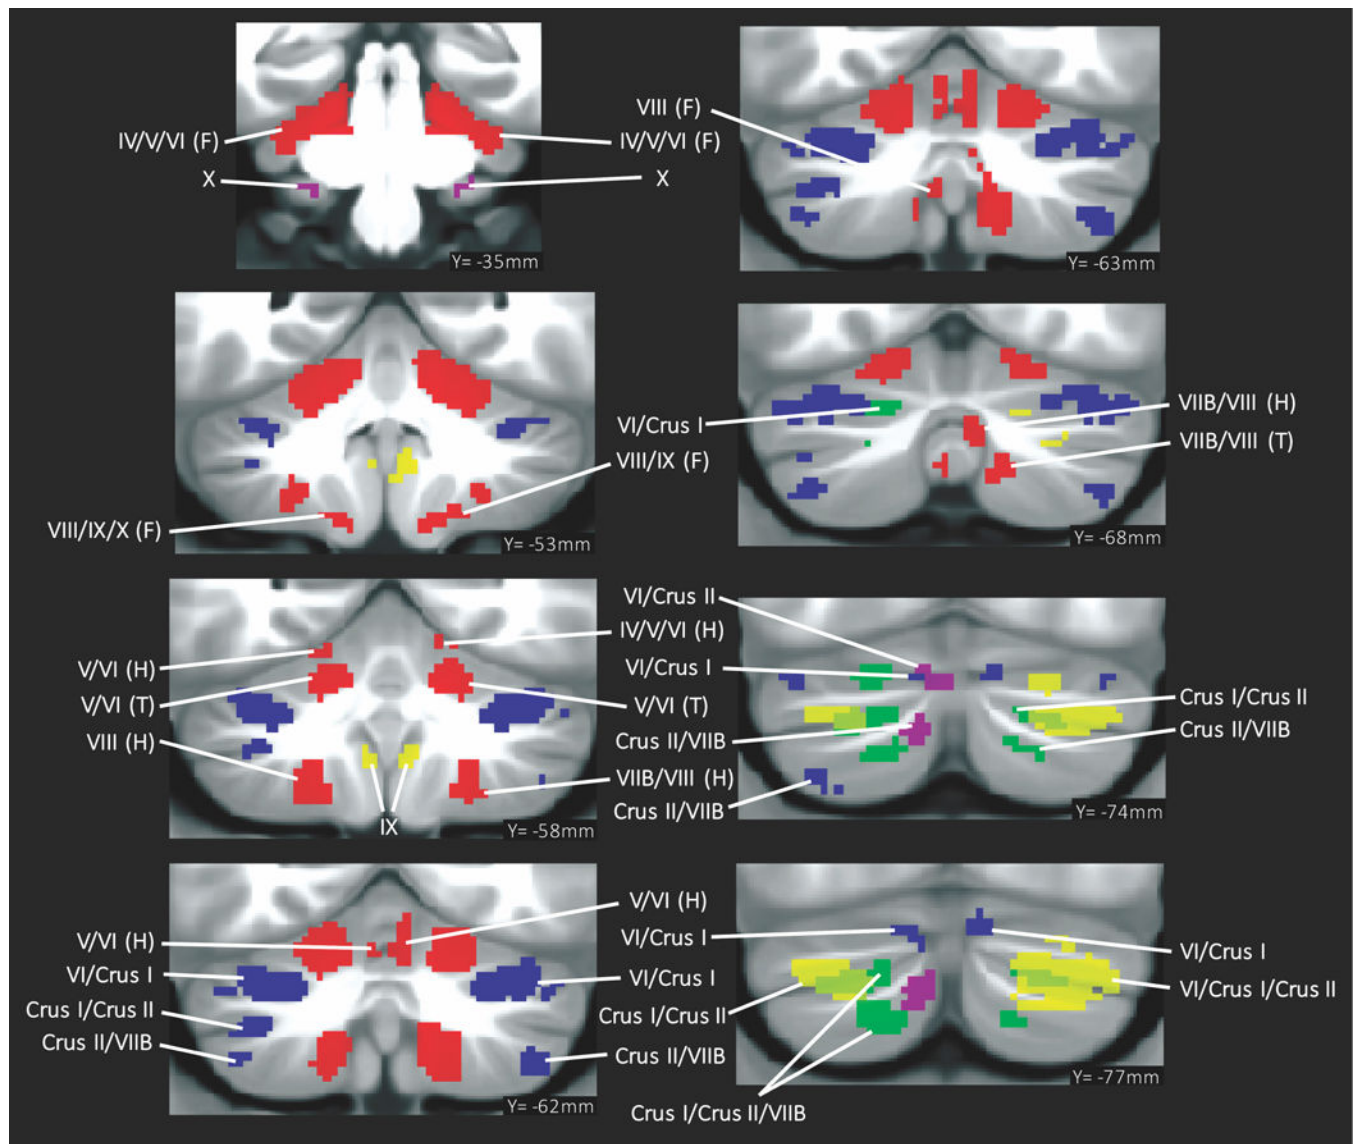 IV/V/VI (F)
IV/V/VI (F)
X
X
Y= -35mm
VIII (F)
Y= -63mm
VIII/IX (F)
VIII/IX/X (F)
Y= -53mm
VI/Crus I
VIIB/VIII (H)
VIIB/VIII (T)
Y= -68mm
V/VI (H)
V/VI (T)
VIII (H)
IX
IV/V/VI (H)
V/VI (T)
VIIB/VIII (H)
Y= -58mm
VI/Crus II
VI/Crus I
Crus II/VIIB
Crus II/VIIB
Crus I/Crus II
Crus II/VIIB
Y= -74mm
V/VI (H)
VI/Crus I
Crus I/Crus II
Crus II/VIIB
V/VI (H)
VI/Crus I
Crus II/VIIB
Y= -62mm
VI/Crus I
Crus I/Crus II
Crus I/Crus II/VIIB
VI/Crus I
VI/Crus I/Crus II
Y= -77mm